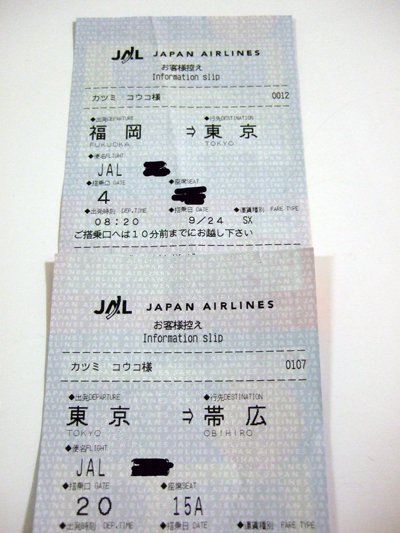 JAL JAPAN AIRLINES
お客様控え
Information slip
カツミ コウコ様 0012
◆出発DEPARTURE ◆行先DESTINATION
福岡 ⇒ 東京
FUKUOKA TOKYO
◆便名FLIGHT
JAL
◆搭乗口 GATE ◆座席SEAT
4
◆出発時刻 DEP.TIME ◆搭乗日 DATE ◆運賃種別 FARE TYPE
08:20 9/24 SX
ご搭乗口へは10分前までにお越し下さい
JAL JAPAN AIRLINES
お客様控え
Information slip
カツミ コウコ様 0107
◆出発DEPARTURE ◆行先DESTINATION
東京 ⇒ 帯広
TOKYO OBIHIRO
◆便名FLIGHT
JAL
◆搭乗口 GATE ◆座席SEAT
20 15A
◆出発時刻 DEP.TIME ◆搭乗日 DATE ◆運賃種別 FARE TYPE